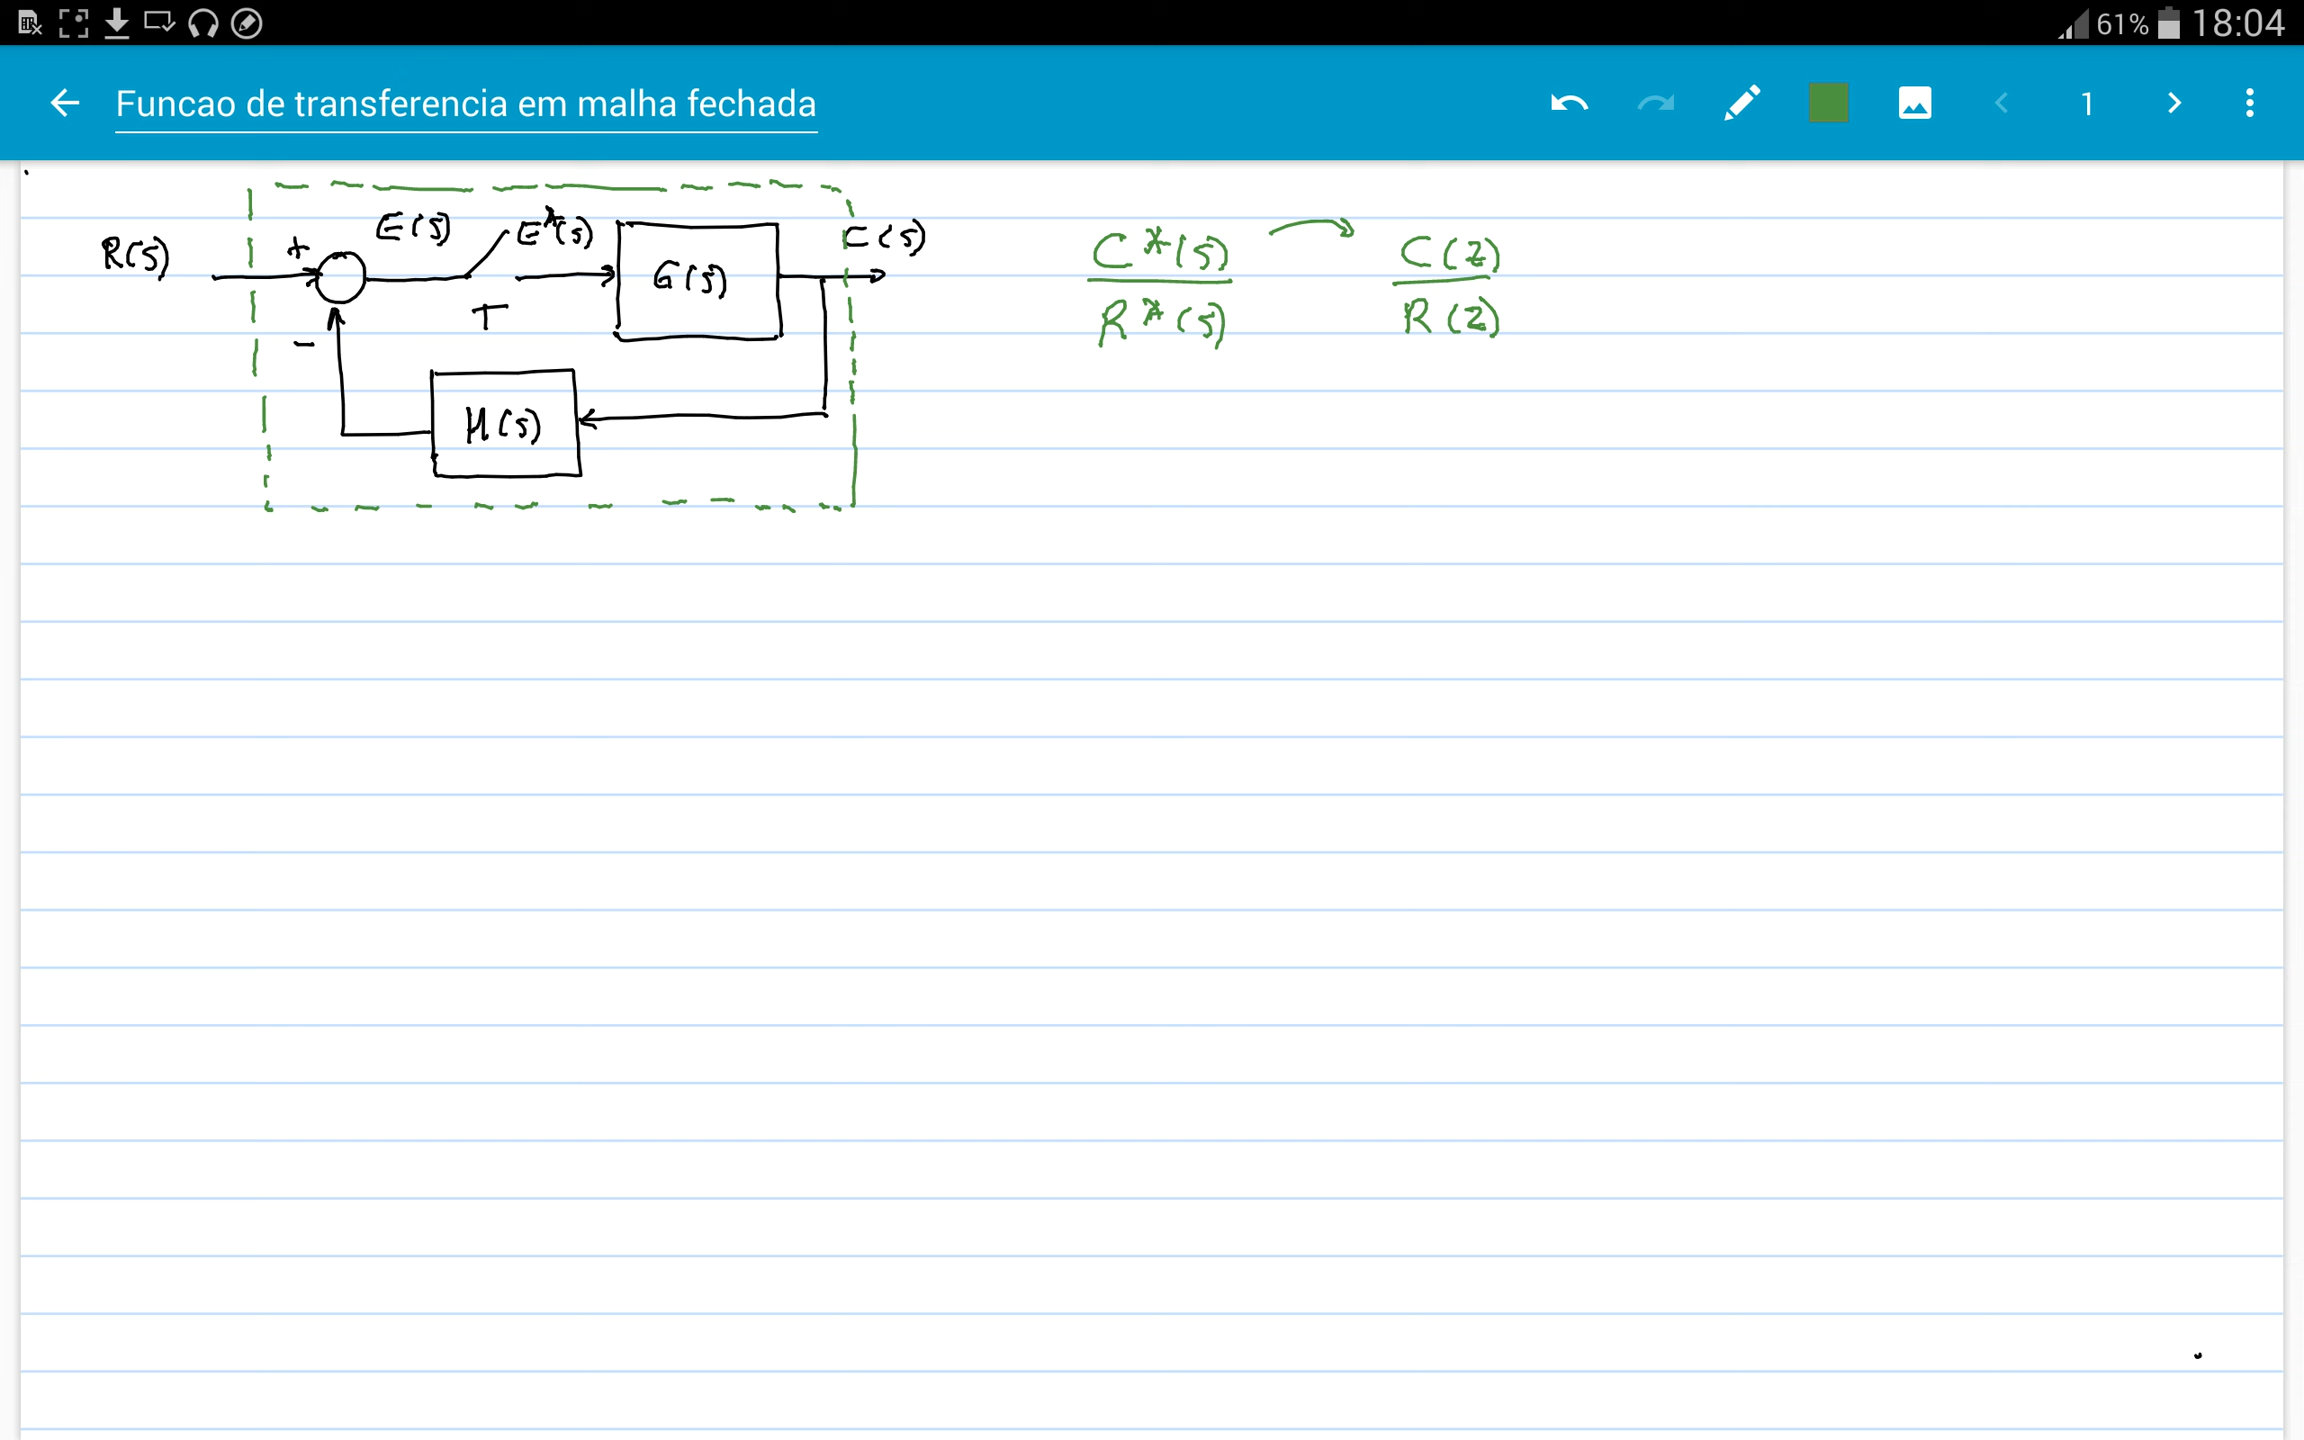 61% 18:04
Funcao de transferencia em malha fechada 1
R(s) + E(s) E*(s) G(s) C(s)
T
-
H(s)
C*(s) C(z)
R*(s) R(z)